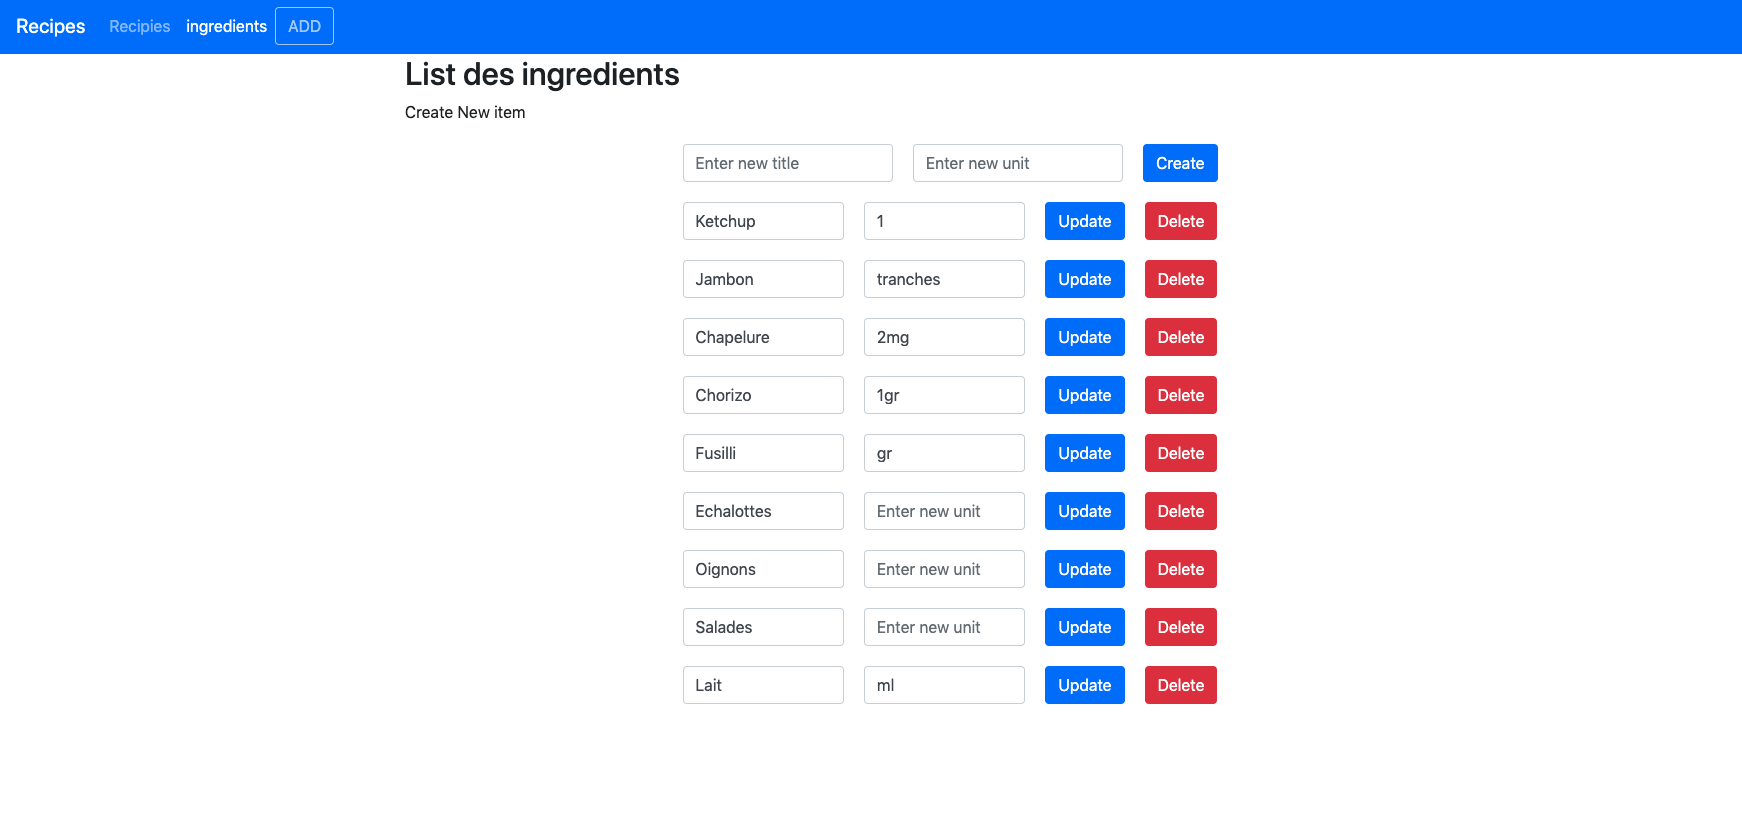 Recipes Recipies ingredients ADD
List des ingredients
Create New item
Enter new title Enter new unit Create
Ketchup 1 Update Delete
Jambon tranches Update Delete
Chapelure 2mg Update Delete
Chorizo 1gr Update Delete
Fusilli gr Update Delete
Echalottes Enter new unit Update Delete
Oignons Enter new unit Update Delete
Salades Enter new unit Update Delete
Lait ml Update Delete